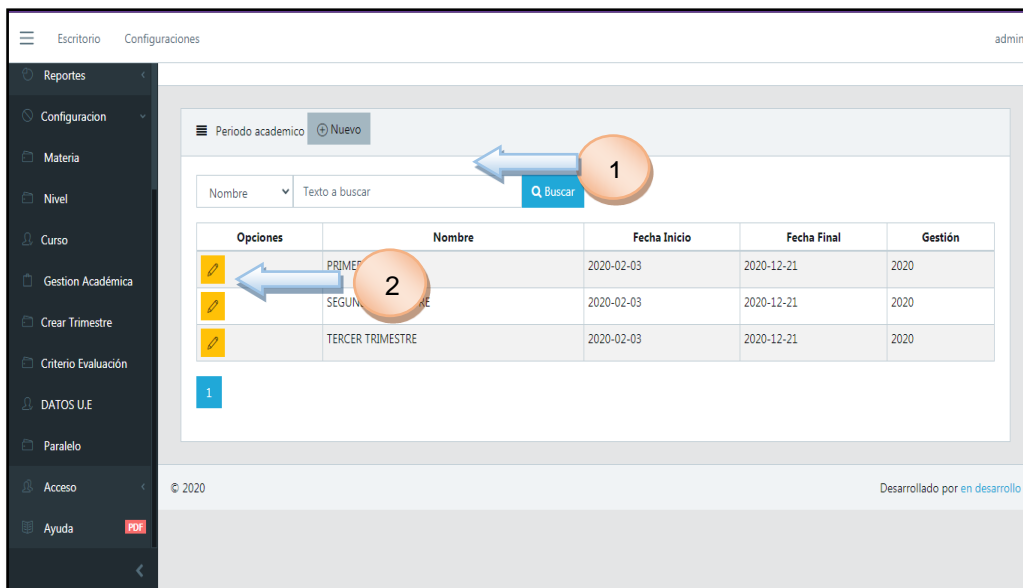 Escritorio Configuraciones admin
Reportes
Configuracion
Materia
Nivel
Curso
Gestion Académica
Crear Trimestre
Criterio Evaluación
DATOS U.E
Paralelo
Acceso
Ayuda PDF
Periodo academico Nuevo
1
Nombre Texto a buscar Buscar
Opciones Nombre Fecha Inicio Fecha Final Gestión
2020-02-03 2020-12-21 2020
2
2020-02-03 2020-12-21 2020
TERCER TRIMESTRE 2020-02-03 2020-12-21 2020
1
© 2020 Desarrollado por en desarrollo